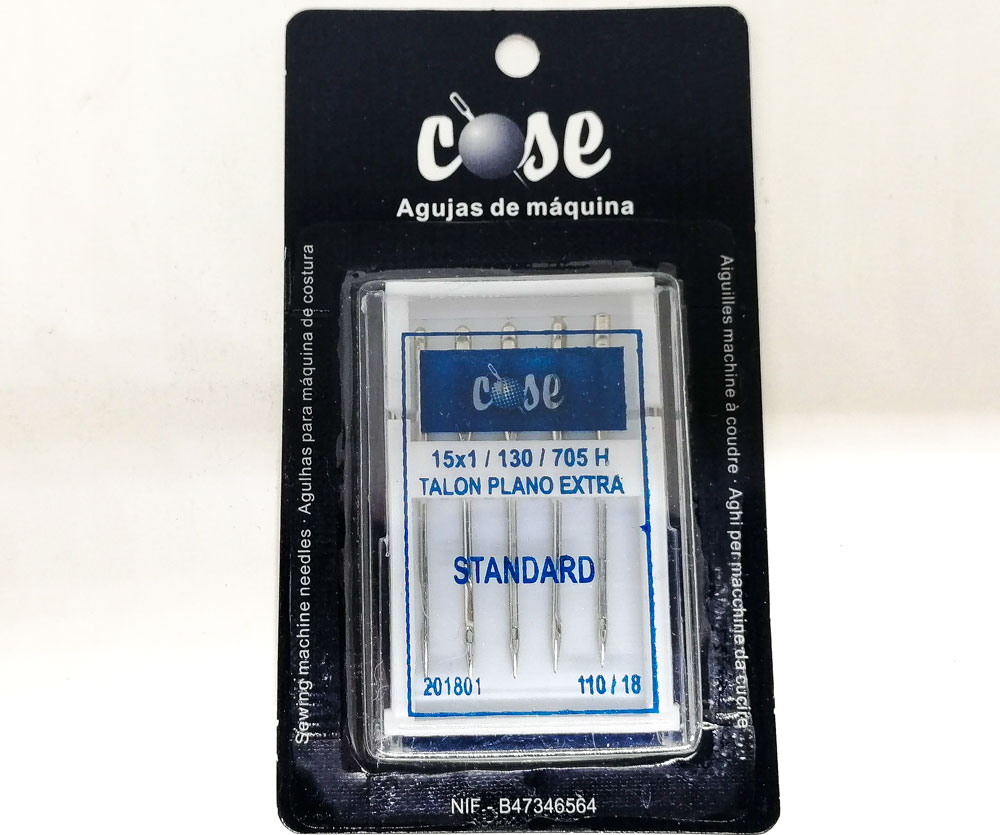 cose
Agujas de máquina
Sewing machine needles · Agulhas para máquina de costura
Aiguilles machine à coudre · Aghi per macchine da cucire
cose
15x1 / 130 / 705 H
TALON PLANO EXTRA
STANDARD
201801 110 / 18
NIF - B47346564